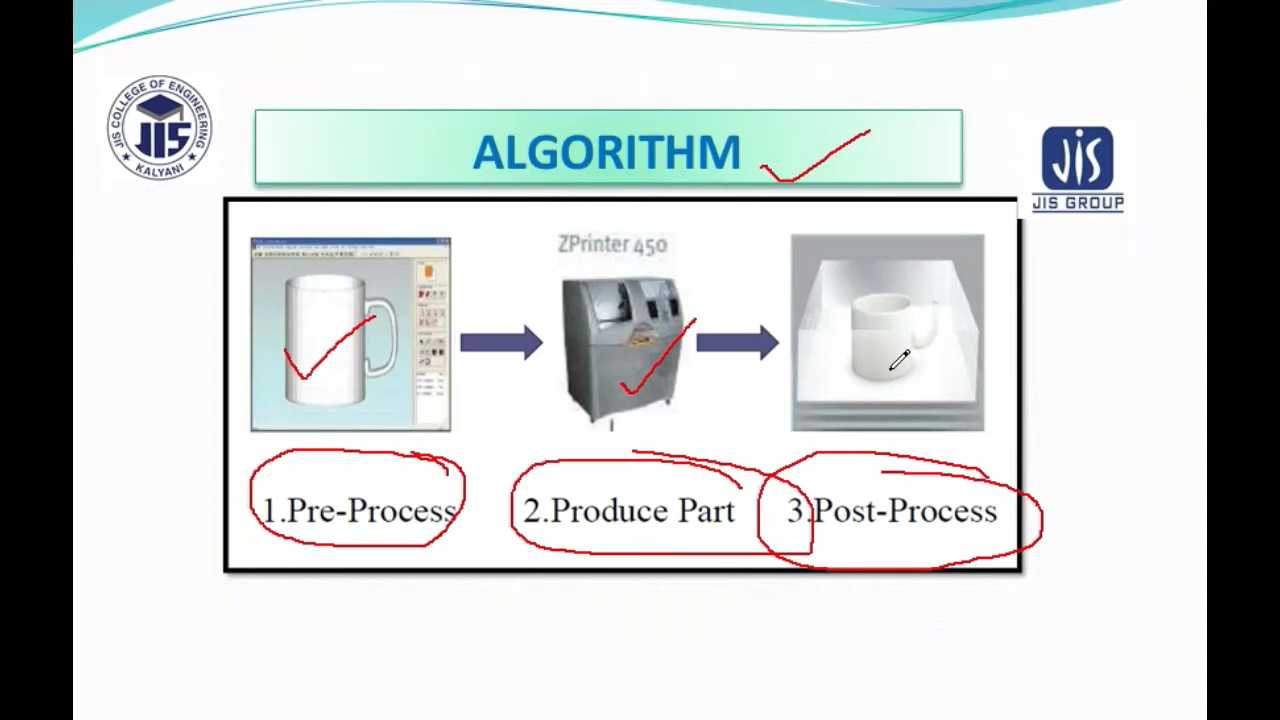 JIS COLLEGE OF ENGINEERING
JIS
KALYANI
ALGORITHM
JIS
JIS GROUP
ZPrinter 450
1.Pre-Process
2.Produce Part
3.Post-Process